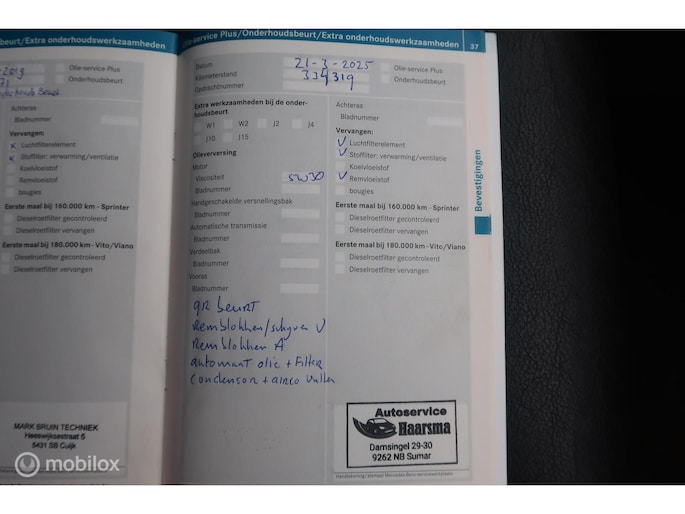 beurt/Extra onderhoudswerkzaamheden
Achteras
Bladnummer
Vervangen:
x Luchtfilterelement
x Stoffilter: verwarming/ventilatie
Koelvloeistof
Remvloeistof
bougies
Eerste maal bij 160.000 km - Sprinter
Dieselroetfilter gecontroleerd
Dieselroetfilter vervangen
Eerste maal bij 180.000 km - Vito/Viano
Dieselroetfilter gecontroleerd
Dieselroetfilter vervangen
MARK BRUIN TECHNIEK
Heeswijksestraat 5
5431 SB Cuijk
Olie-service Plus/Onderhoudsbeurt/Extra onderhoudswerkzaamheden 37
Datum 21-3-2025
Kilometerstand 334319
Opdrachtnummer
Olie-service Plus
Onderhoudsbeurt
Extra werkzaamheden bij de onder-
houdsbeurt
W1 W2 J2 J4
J10 J15
Olieverversing
Motor
Viscositeit 5W30
Bladnummer
Handgeschakelde versnellingsbak
Bladnummer
Automatische transmissie
Bladnummer
Verdeelbak
Bladnummer
Vooras
Bladnummer
Achteras
Bladnummer
Vervangen:
V Luchtfilterelement
V Stoffilter: verwarming/ventilatie
Koelvloeistof
V Remvloeistof
bougies
Eerste maal bij 160.000 km - Sprinter
Dieselroetfilter gecontroleerd
Dieselroetfilter vervangen
Eerste maal bij 180.000 km - Vito/Viano
Dieselroetfilter gecontroleerd
Dieselroetfilter vervangen
gr beurt
Remblokken/schijven V
Remblokken A
automaat olie + Filter
Condensor + airco vullen
Autoservice
Haarsma
Damsingel 29-30
9262 NB Sumar
Bevestigingen
mobilox